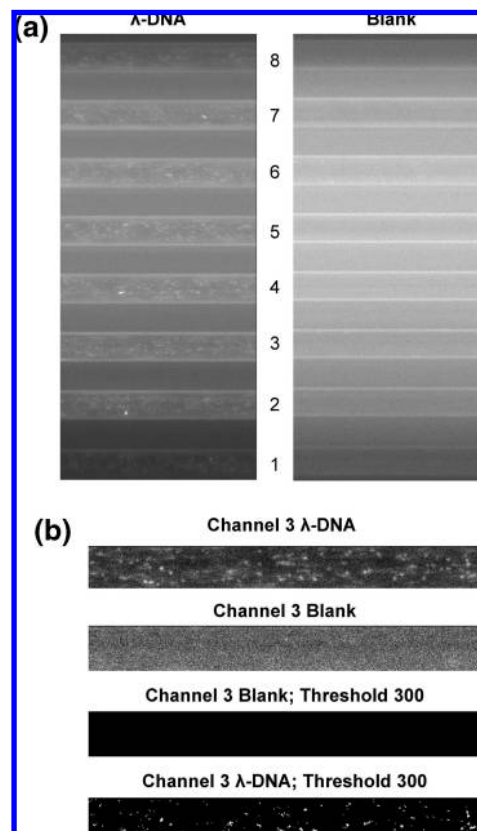 (a)
λ-DNA Blank
8
7
6
5
4
3
2
1
(b)
Channel 3 λ-DNA
Channel 3 Blank
Channel 3 Blank; Threshold 300
Channel 3 λ-DNA; Threshold 300